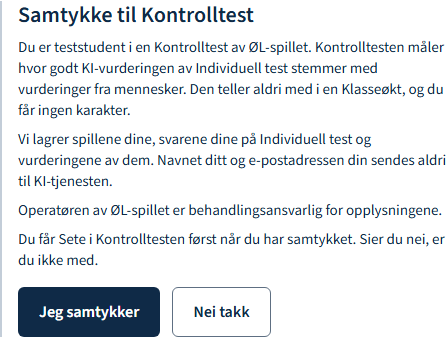 Samtykke til Kontrolltest
Du er teststudent i en Kontrolltest av ØL-spillet. Kontrolltesten måler
hvor godt KI-vurderingen av Individuell test stemmer med
vurderinger fra mennesker. Den teller aldri med i en Klasseøkt, og du
får ingen karakter.
Vi lagrer spillene dine, svarene dine på Individuell test og
vurderingene av dem. Navnet ditt og e-postadressen din sendes aldri
til KI-tjenesten.
Operatøren av ØL-spillet er behandlingsansvarlig for opplysningene.
Du får Sete i Kontrolltesten først når du har samtykket. Sier du nei, er
du ikke med.
Jeg samtykker
Nei takk